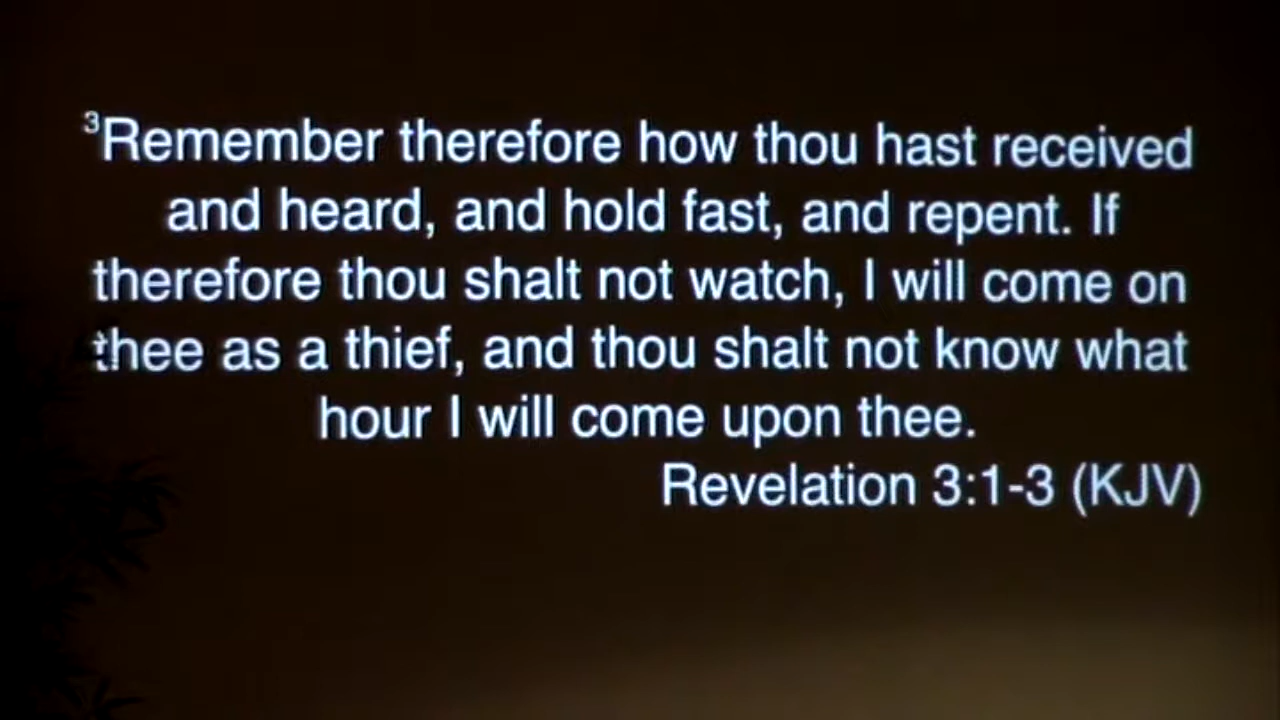 ³Remember therefore how thou hast received
and heard, and hold fast, and repent. If
therefore thou shalt not watch, I will come on
thee as a thief, and thou shalt not know what
hour I will come upon thee.
Revelation 3:1-3 (KJV)